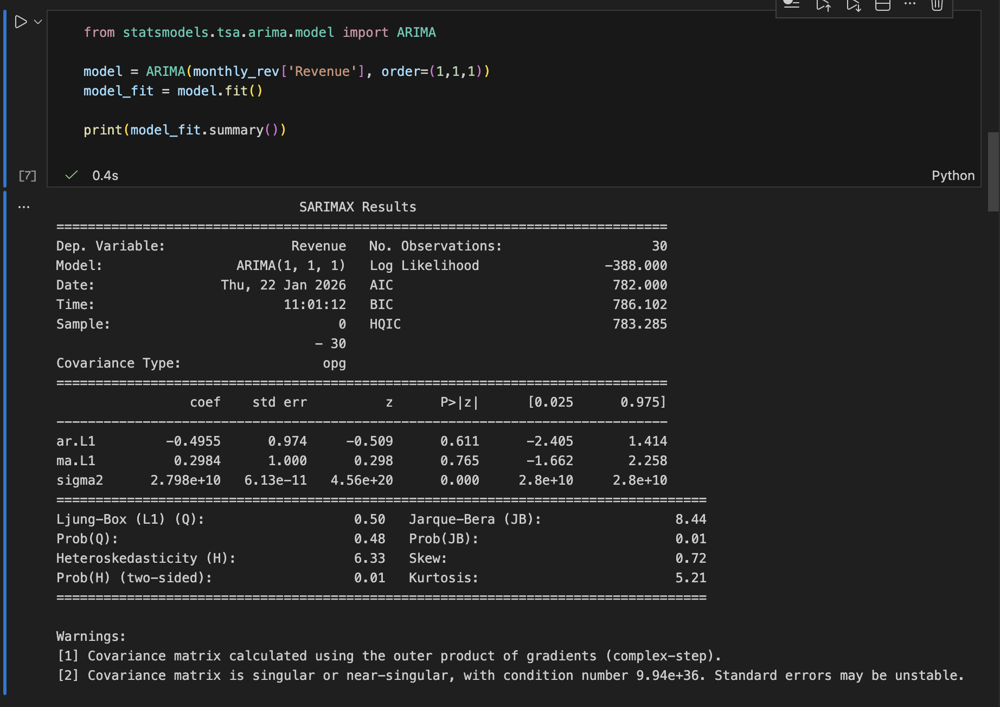 from statsmodels.tsa.arima.model import ARIMA
model = ARIMA(monthly_rev['Revenue'], order=(1,1,1))
model_fit = model.fit()
print(model_fit.summary())
[7] 0.4s Python
... SARIMAX Results
==============================================================================
Dep. Variable: Revenue No. Observations: 30
Model: ARIMA(1, 1, 1) Log Likelihood -388.000
Date: Thu, 22 Jan 2026 AIC 782.000
Time: 11:01:12 BIC 786.102
Sample: 0 HQIC 783.285
- 30
Covariance Type: opg
==============================================================================
coef std err z P>|z| [0.025 0.975]
------------------------------------------------------------------------------
ar.L1 -0.4955 0.974 -0.509 0.611 -2.405 1.414
ma.L1 0.2984 1.000 0.298 0.765 -1.662 2.258
sigma2 2.798e+10 6.13e-11 4.56e+20 0.000 2.8e+10 2.8e+10
===================================================================================
Ljung-Box (L1) (Q): 0.50 Jarque-Bera (JB): 8.44
Prob(Q): 0.48 Prob(JB): 0.01
Heteroskedasticity (H): 6.33 Skew: 0.72
Prob(H) (two-sided): 0.01 Kurtosis: 5.21
===================================================================================
Warnings:
[1] Covariance matrix calculated using the outer product of gradients (complex-step).
[2] Covariance matrix is singular or near-singular, with condition number 9.94e+36. Standard errors may be unstable.